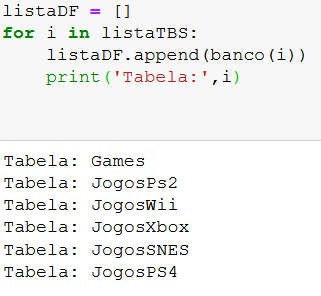 listaDF = []
for i in listaTBS:
    listaDF.append(banco(i))
    print('Tabela:',i)
Tabela: Games
Tabela: JogosPs2
Tabela: JogosWii
Tabela: JogosXbox
Tabela: JogosSNES
Tabela: JogosPS4